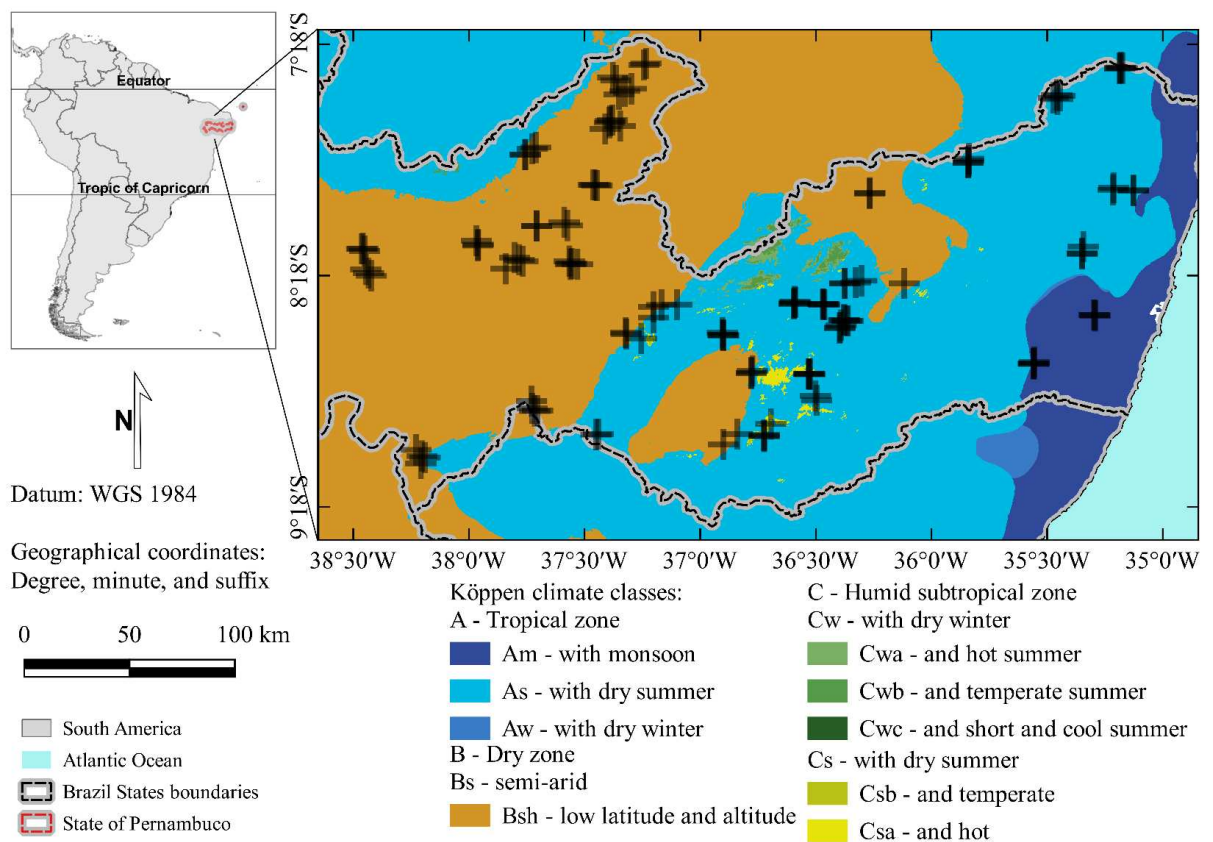 Equator
Tropic of Capricorn
7°18'S
8°18'S
9°18'S
38°30'W
38°0'W
37°30'W
37°0'W
36°30'W
36°0'W
35°30'W
35°0'W
N
Datum: WGS 1984
Geographical coordinates:
Degree, minute, and suffix
0 50 100 km
South America
Atlantic Ocean
Brazil States boundaries
State of Pernambuco
Köppen climate classes:
A - Tropical zone
Am - with monsoon
As - with dry summer
Aw - with dry winter
B - Dry zone
Bs - semi-arid
Bsh - low latitude and altitude
C - Humid subtropical zone
Cw - with dry winter
Cwa - and hot summer
Cwb - and temperate summer
Cwc - and short and cool summer
Cs - with dry summer
Csb - and temperate
Csa - and hot